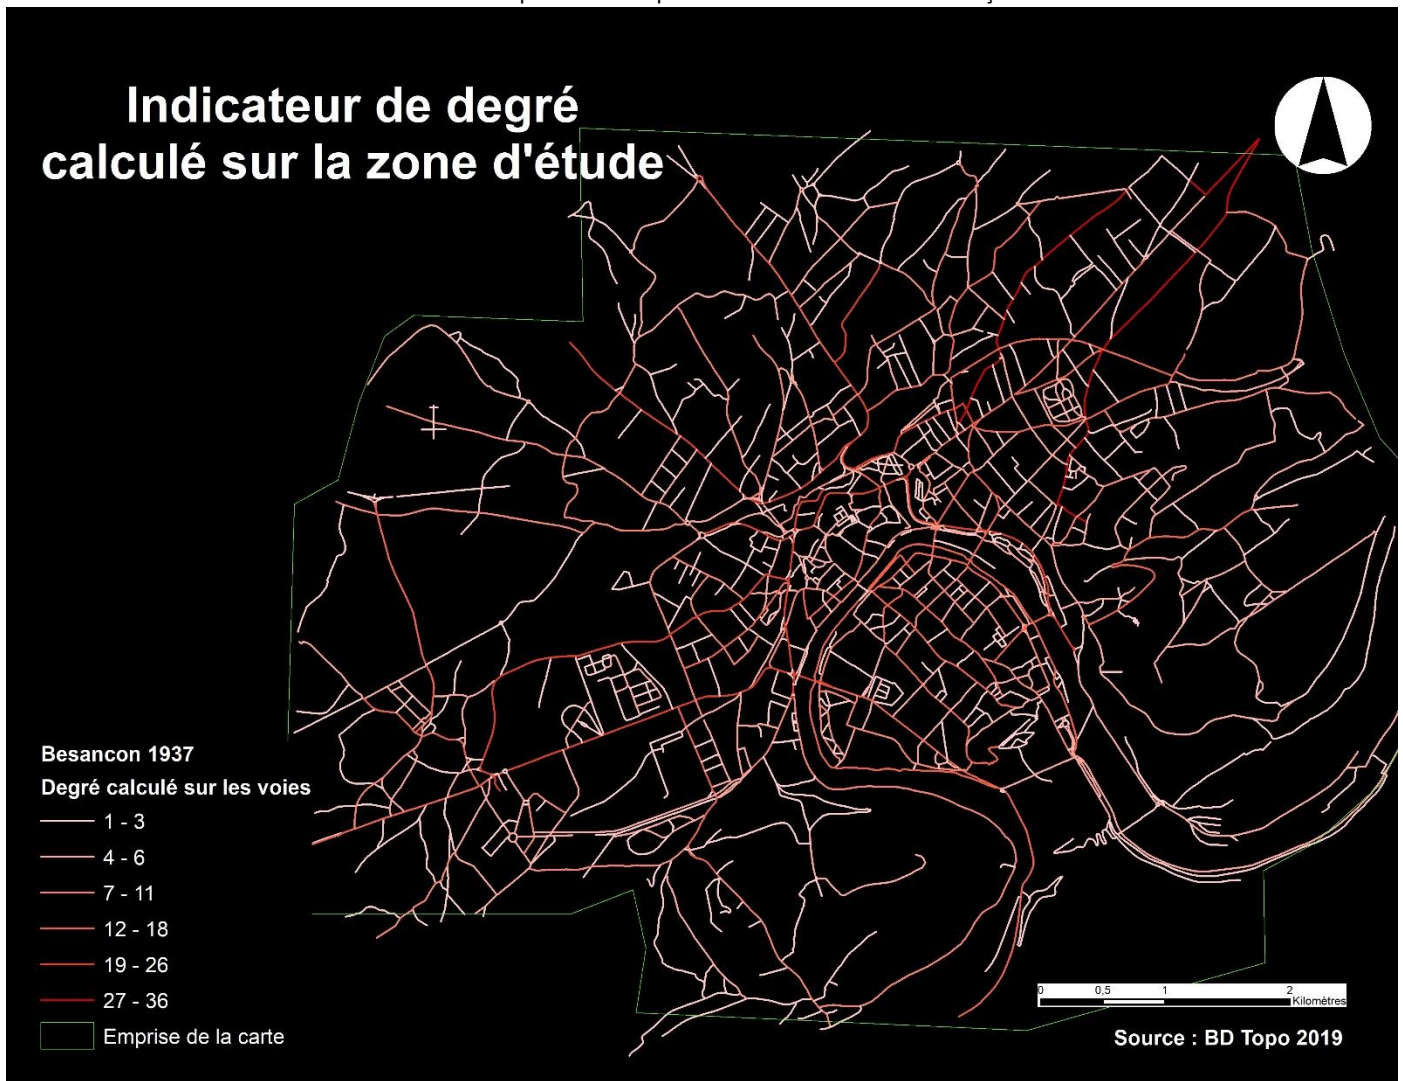 Indicateur de degré
calculé sur la zone d'étude
Besancon 1937
Degré calculé sur les voies
1 - 3
4 - 6
7 - 11
12 - 18
19 - 26
27 - 36
Emprise de la carte
0 0,5 1 2
Kilomètres
Source : BD Topo 2019